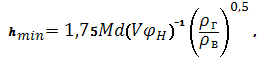 h_min = 1,75Md(Vφ_H)^-1 (ρ_Г / ρ_В)^0,5 ,